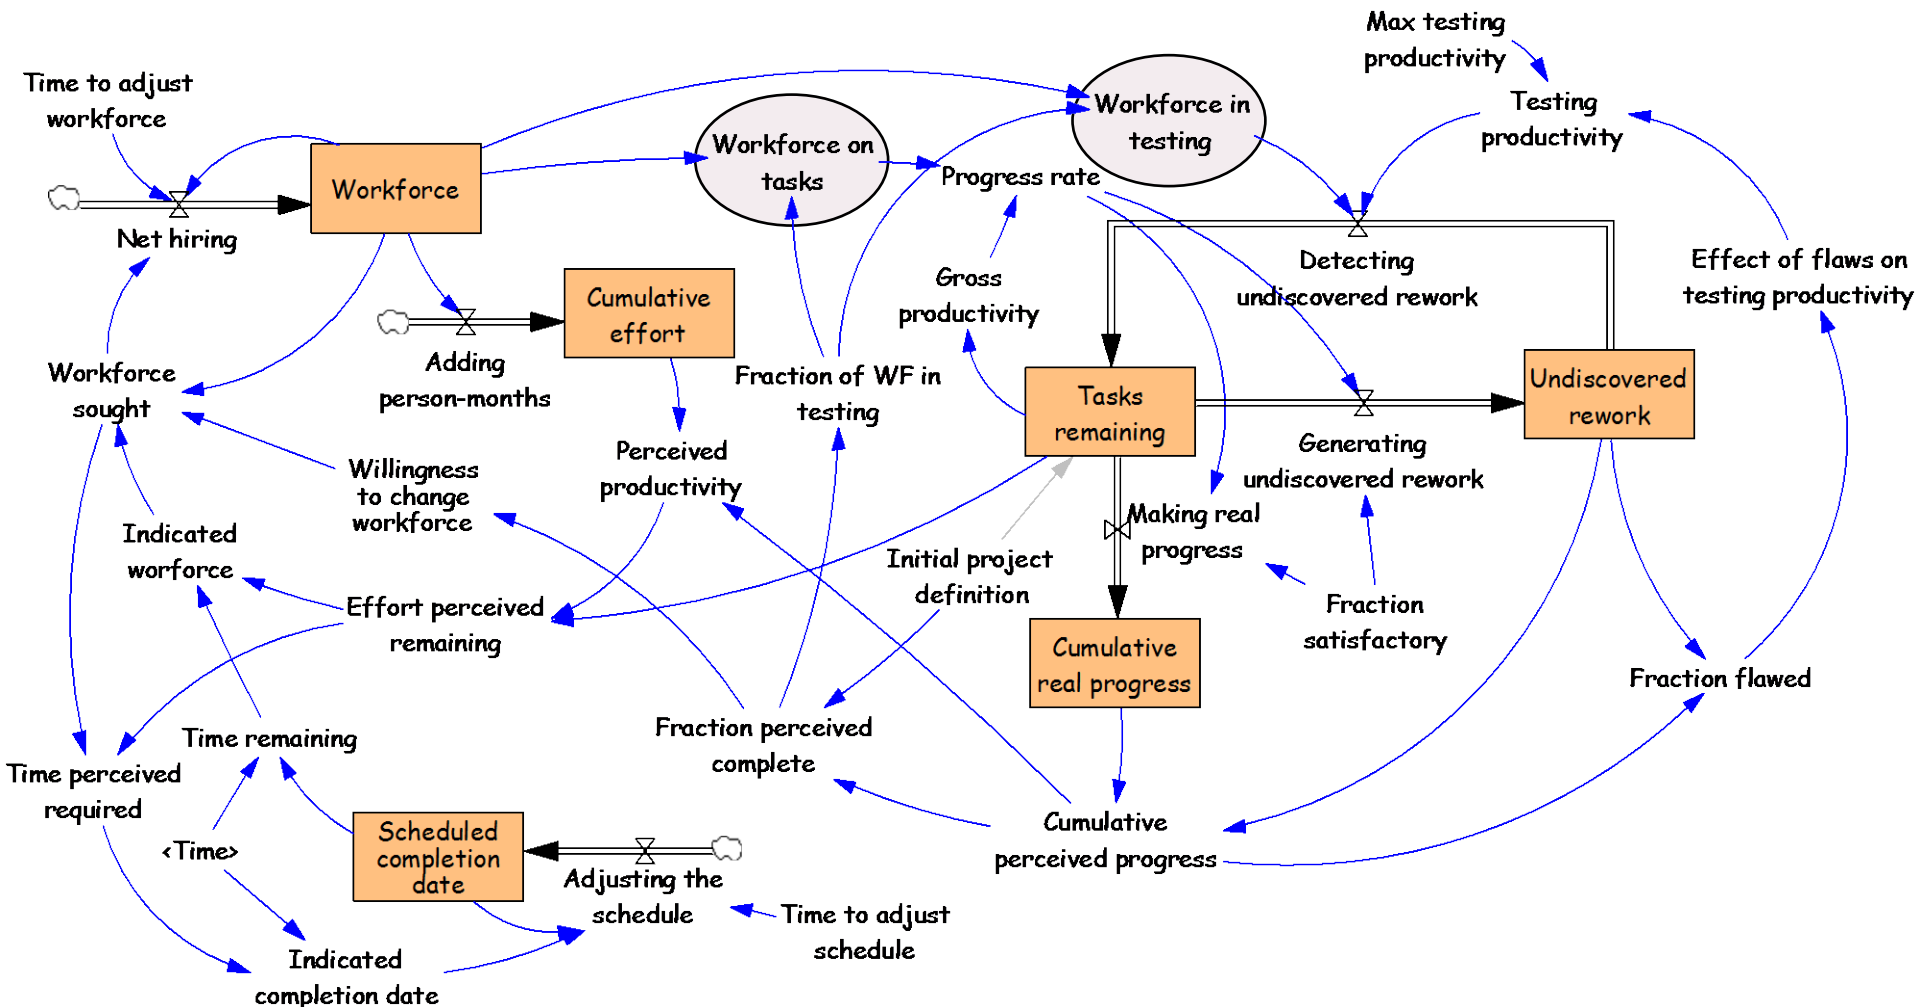 Max testing
productivity
Time to adjust
workforce
Workforce in
testing
Testing
productivity
Workforce on
tasks
Workforce
Progress rate
Net hiring
Detecting
undiscovered rework
Effect of flaws on
testing productivity
Gross
productivity
Cumulative
effort
Adding
person-months
Workforce
sought
Fraction of WF in
testing
Tasks
remaining
Undiscovered
rework
Generating
undiscovered rework
Perceived
productivity
Willingness
to change
workforce
Indicated
worforce
Making real
progress
Initial project
definition
Effort perceived
remaining
Fraction
satisfactory
Cumulative
real progress
Fraction flawed
Fraction perceived
complete
Time remaining
Time perceived
required
<Time>
Scheduled
completion
date
Cumulative
perceived progress
Adjusting the
schedule
Time to adjust
schedule
Indicated
completion date